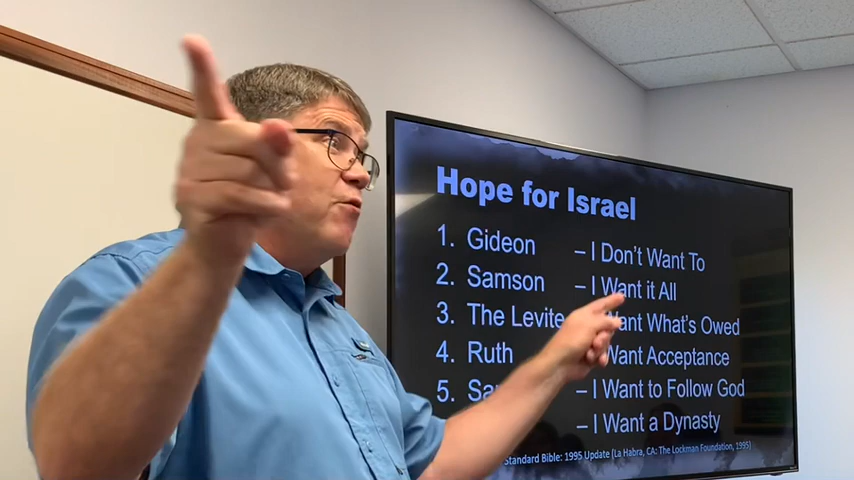 Hope for Israel
1. Gideon – I Don't Want To
2. Samson – I Want it All
3. The Levite Want What's Owed
4. Ruth Want Acceptance
5. – I Want to Follow God
– I Want a Dynasty
Standard Bible: 1995 Update (La Habra, CA: The Lockman Foundation, 1995)